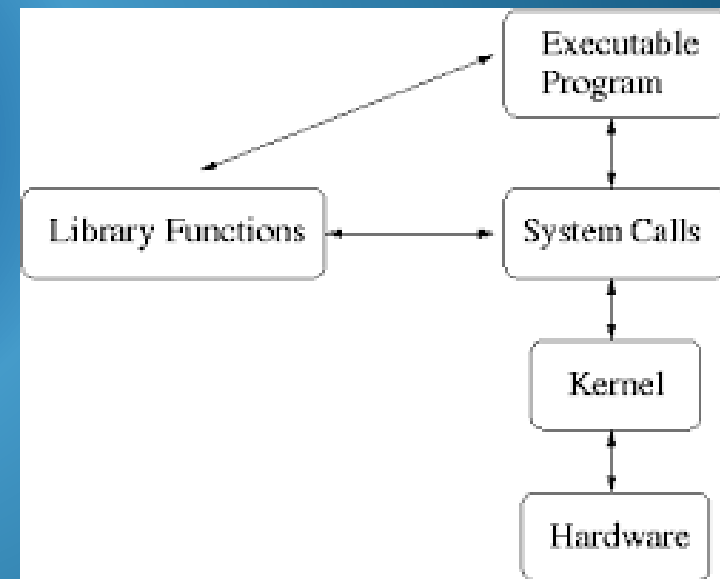 Executable
Program
Library Functions
System Calls
Kernel
Hardware